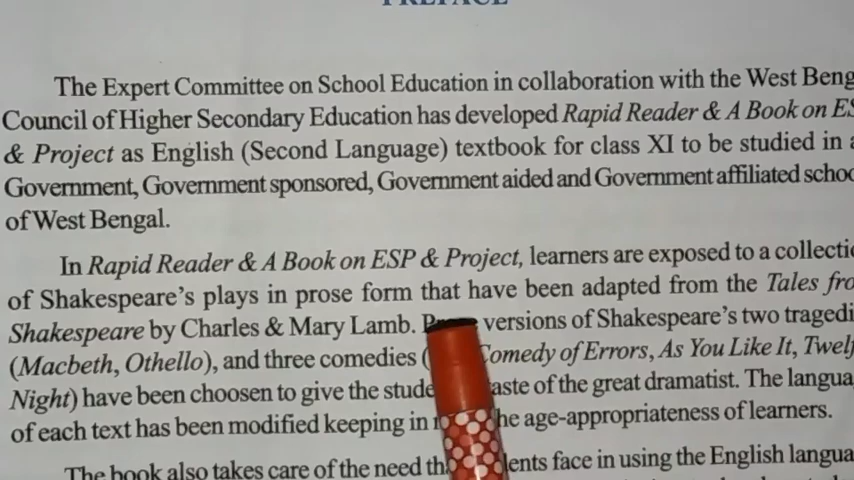 PREFACE
The Expert Committee on School Education in collaboration with the West Beng
Council of Higher Secondary Education has developed Rapid Reader & A Book on ES
& Project as English (Second Language) textbook for class XI to be studied in a
Government, Government sponsored, Government aided and Government affiliated schoo
of West Bengal.
In Rapid Reader & A Book on ESP & Project, learners are exposed to a collectio
of Shakespeare's plays in prose form that have been adapted from the Tales fro
Shakespeare by Charles & Mary Lamb. versions of Shakespeare's two tragedi
(Macbeth, Othello), and three comedies ( Comedy of Errors, As You Like It, Twelf
Night) have been choosen to give the stude aste of the great dramatist. The langua
of each text has been modified keeping in he age-appropriateness of learners.
The book also takes care of the need th dents face in using the English langua